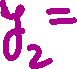 y₂ =